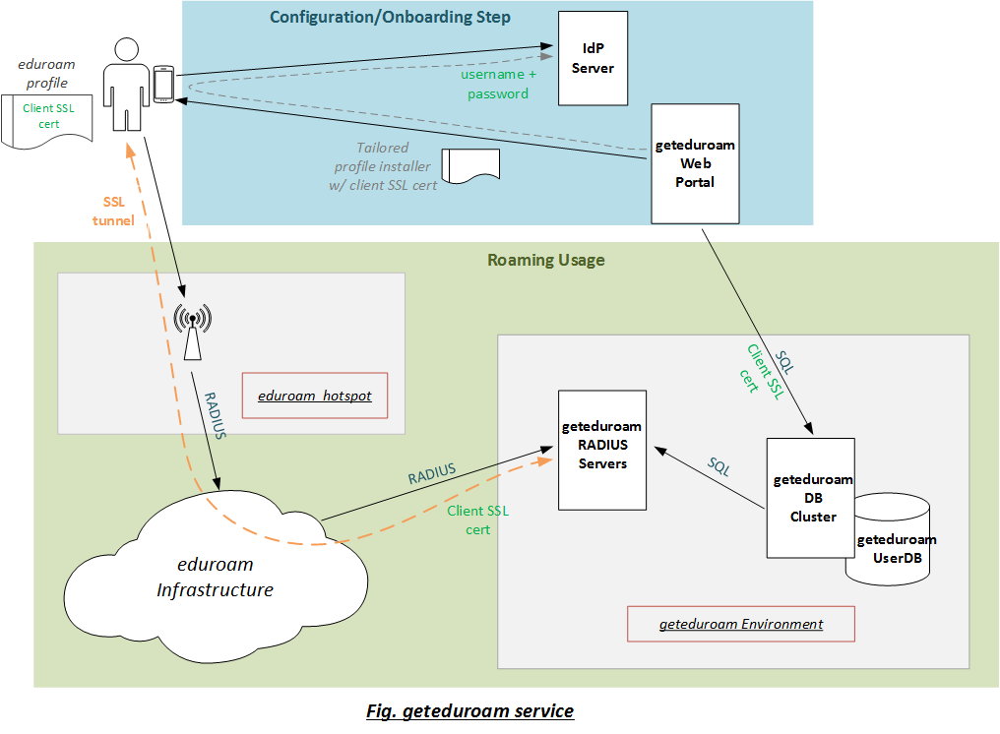 Configuration/Onboarding Step
eduroam
profile
Client SSL
cert
IdP
Server
username +
password
geteduroam
Web
Portal
Tailored
profile installer
w/ client SSL cert
SSL
tunnel
Roaming Usage
eduroam hotspot
RADIUS
SQL
Client SSL
cert
geteduroam
RADIUS
Servers
RADIUS
Client SSL
cert
SQL
geteduroam
DB
Cluster
geteduroam
UserDB
eduroam
Infrastructure
geteduroam Environment
Fig. geteduroam service